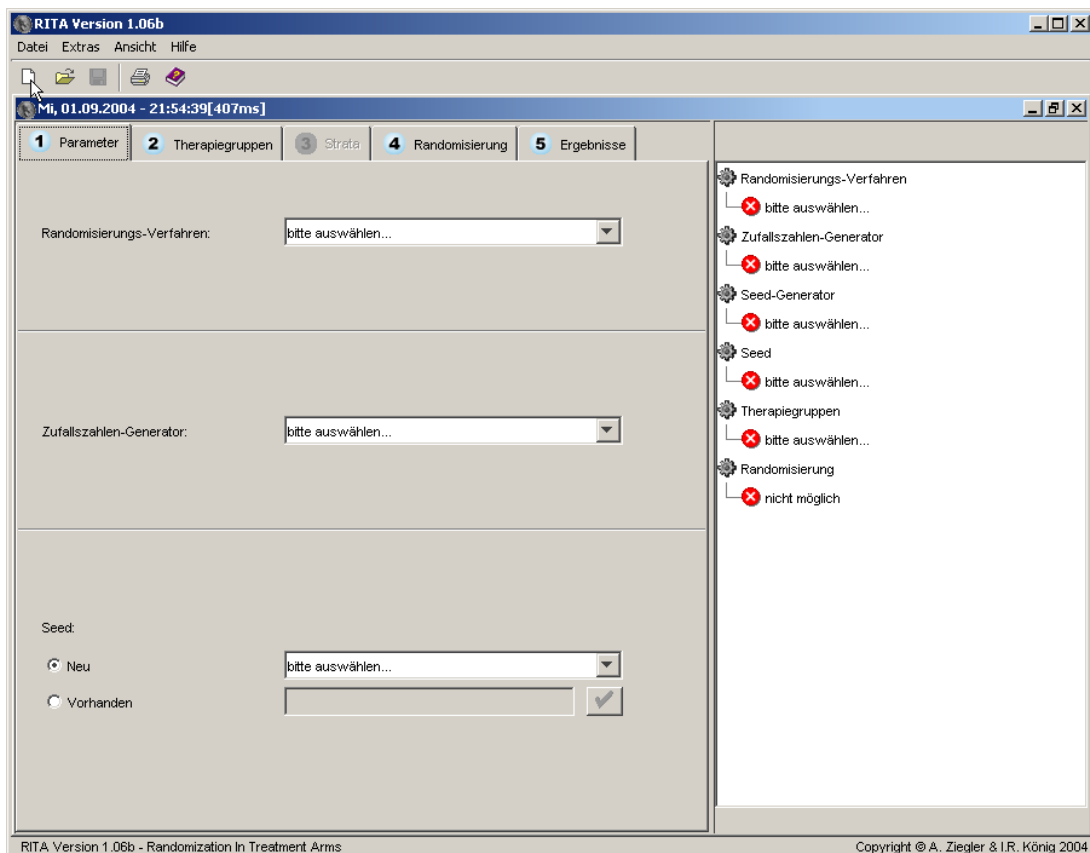 RITA Version 1.06b
Datei Extras Ansicht Hilfe
Mi, 01.09.2004 - 21:54:39[407ms]
1 Parameter 2 Therapiegruppen 3 Strata 4 Randomisierung 5 Ergebnisse
Randomisierungs-Verfahren: bitte auswählen...
Zufallszahlen-Generator: bitte auswählen...
Seed:
Neu bitte auswählen...
Vorhanden
Randomisierungs-Verfahren
bitte auswählen...
Zufallszahlen-Generator
bitte auswählen...
Seed-Generator
bitte auswählen...
Seed
bitte auswählen...
Therapiegruppen
bitte auswählen...
Randomisierung
nicht möglich
RITA Version 1.06b - Randomization In Treatment Arms Copyright © A. Ziegler & I.R. König 2004